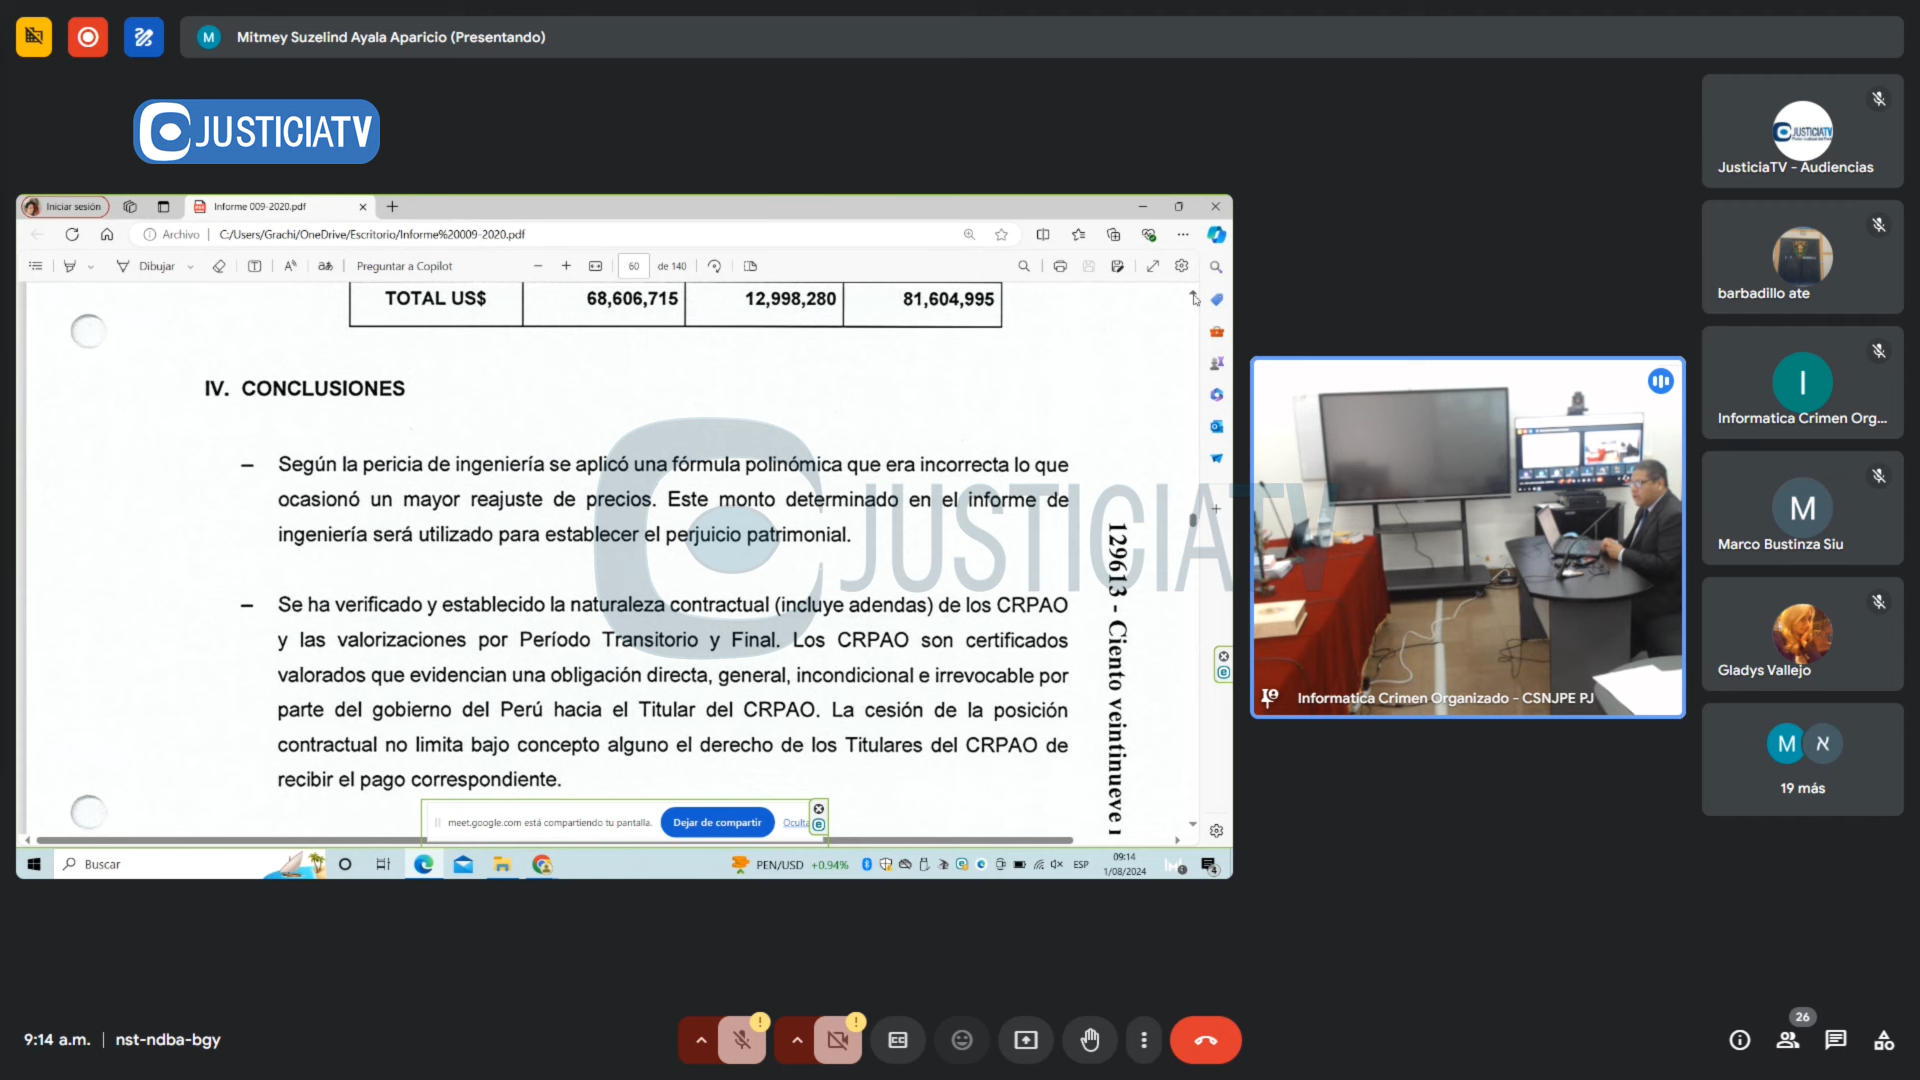 Mitmey Suzelind Ayala Aparicio (Presentando)
JUSTICIATV
Iniciar sesión
Informe 009-2020.pdf
Archivo | C:/Users/Grachi/OneDrive/Escritorio/Informe%20009-2020.pdf
Dibujar
Preguntar a Copilot
60 de 140
TOTAL US$ 68,606,715 12,998,280 81,604,995
IV. CONCLUSIONES
– Según la pericia de ingeniería se aplicó una fórmula polinómica que era incorrecta lo que
ocasionó un mayor reajuste de precios. Este monto determinado en el informe de
ingeniería será utilizado para establecer el perjuicio patrimonial.
– Se ha verificado y establecido la naturaleza contractual (incluye adendas) de los CRPAO
y las valorizaciones por Período Transitorio y Final. Los CRPAO son certificados
valorados que evidencian una obligación directa, general, incondicional e irrevocable por
parte del gobierno del Perú hacia el Titular del CRPAO. La cesión de la posición
contractual no limita bajo concepto alguno el derecho de los Titulares del CRPAO de
recibir el pago correspondiente.
129613 - Ciento veintinueve
JUSTICIATV
meet.google.com está compartiendo tu pantalla.
Dejar de compartir
Oculta
Buscar
PEN/USD +0.94%
ESP
09:14
1/08/2024
Informatica Crimen Organizado - CSNJPE PJ
JUSTICIATV
JusticiaTV - Audiencias
barbadillo ate
I
Informatica Crimen Org...
M
Marco Bustinza Siu
Gladys Vallejo
M א
19 más
9:14 a.m. | nst-ndba-bgy
26